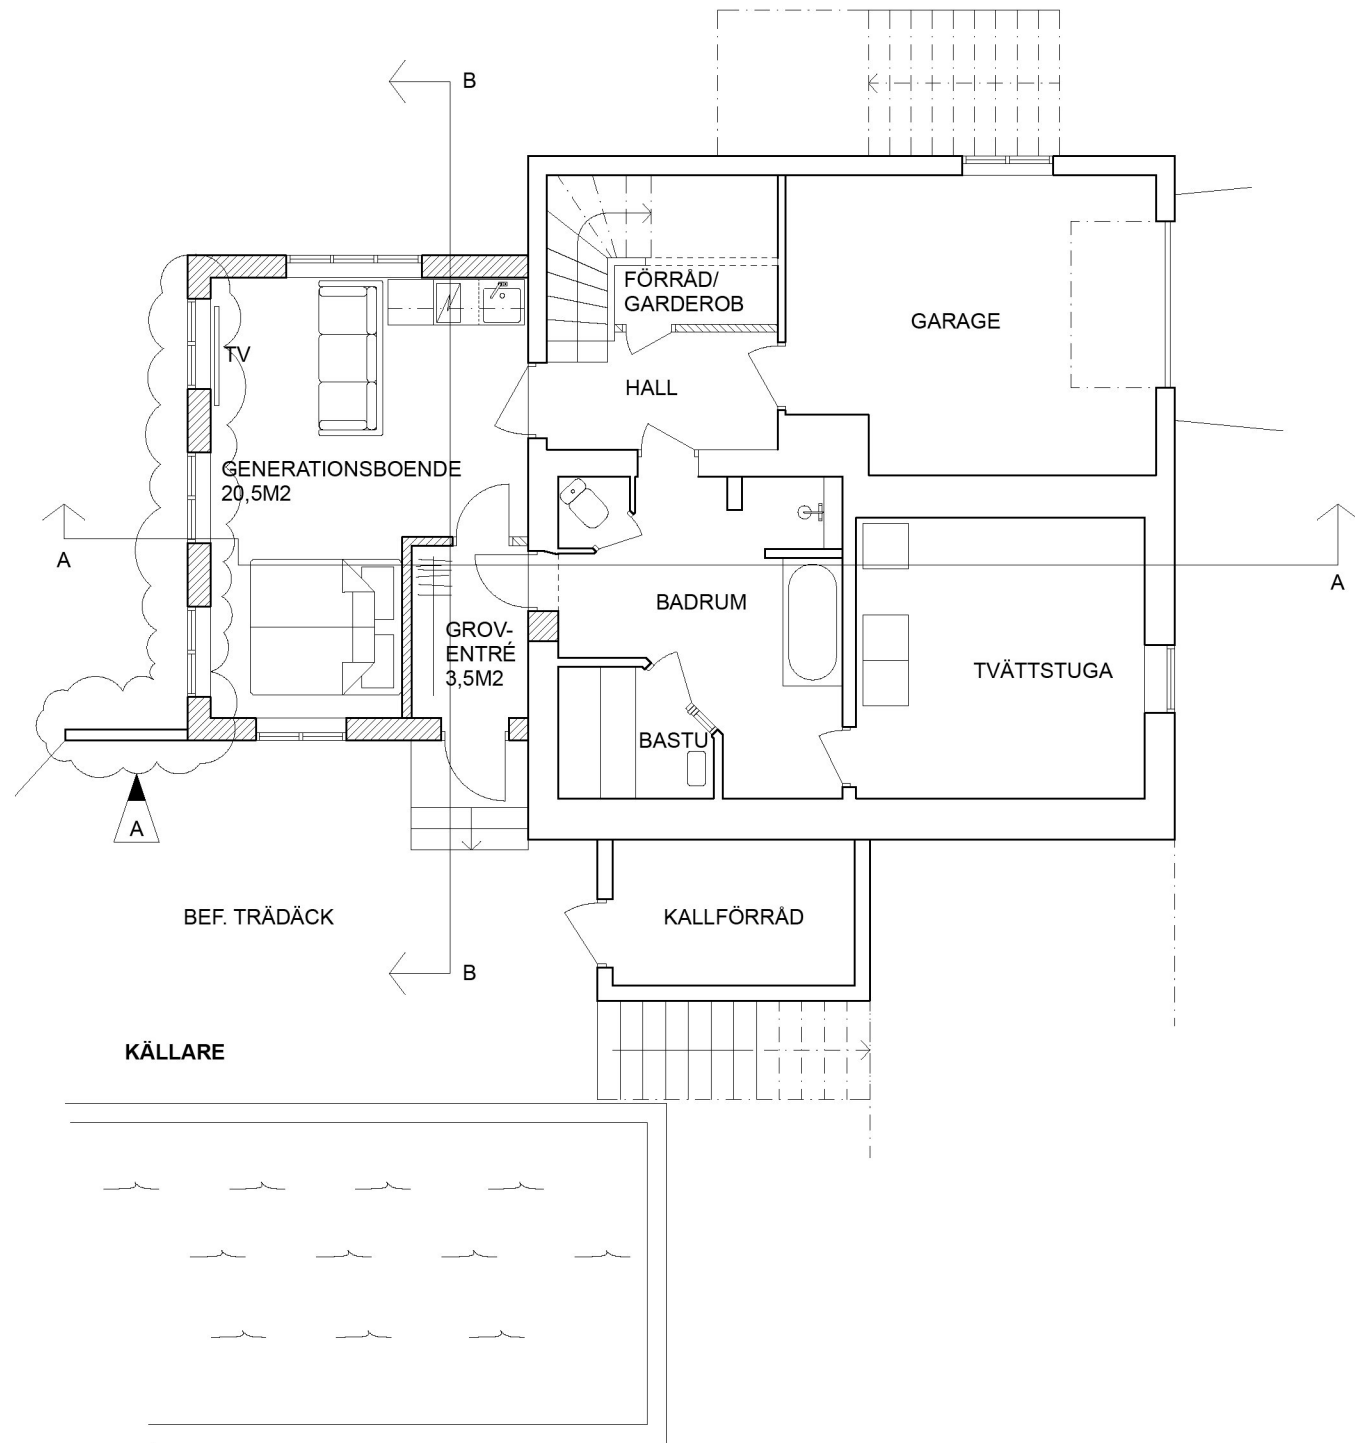 B
FÖRRÅD/
GARDEROB
GARAGE
TV
HALL
GENERATIONSBOENDE
20,5M2
A
A
BADRUM
GROV-
ENTRÉ
3,5M2
TVÄTTSTUGA
BASTU
A
BEF. TRÄDÄCK
KALLFÖRRÅD
B
KÄLLARE